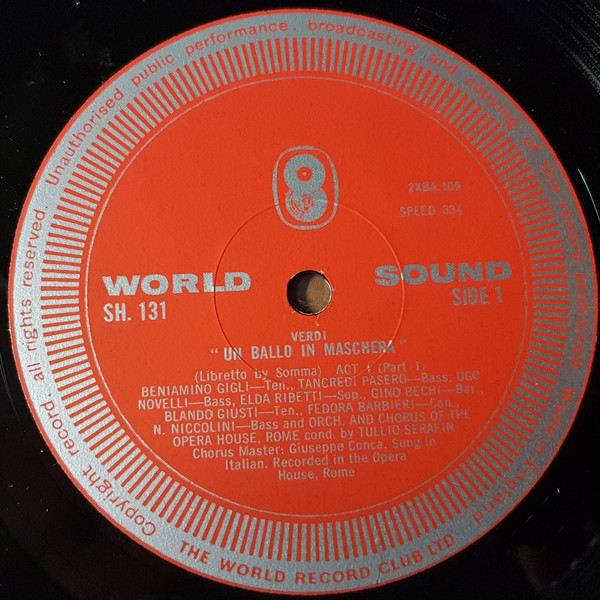 Copyright record, all rights reserved. Unauthorised public performance, broadcasting and copying of
THE WORLD RECORD CLUB LTD
2XBA.109
SPEED 33⅓
WORLD SOUND
SH. 131
SIDE 1
VERDI
"UN BALLO IN MASCHERA"
(Libretto by Somma) ACT 1 (Part 1)
BENIAMINO GIGLI—Ten., TANCREDI PASERO—Bass, UGO
NOVELLI—Bass, ELDA RIBETTI—Sop., GINO BECHI—Bar.
BLANDO GIUSTI—Ten., FEDORA BARBIERI—Con.
N. NICCOLINI—Bass and ORCH. AND CHORUS OF THE
OPERA HOUSE, ROME cond. by TULLIO SERAFIN
Chorus Master: Giuseppe Conca. Sung in
Italian. Recorded in the Opera
House, Rome